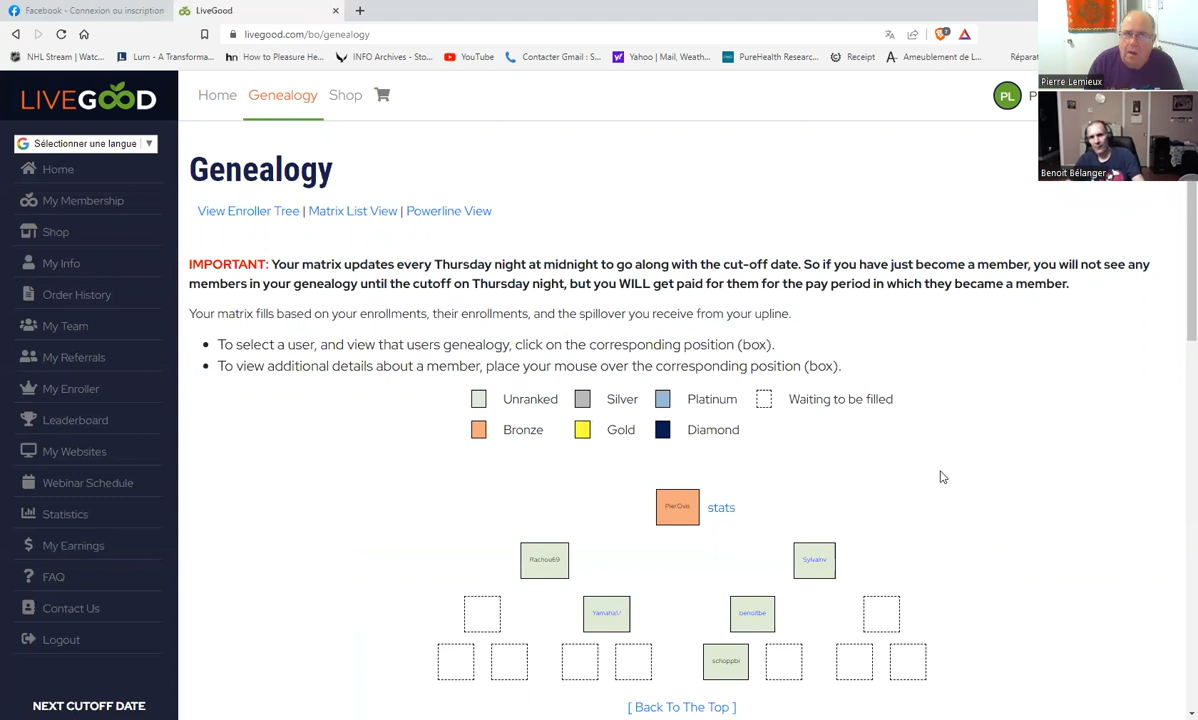 Facebook - Connexion ou inscription
LiveGood
livegood.com/bo/genealogy
NHL Stream | Watc...
Lurn - A Transforma...
How to Pleasure He...
INFO Archives - Sto...
YouTube
Contacter Gmail : S...
Yahoo | Mail, Weath...
PureHealth Researc...
Receipt
Ameublement de L...
Répara
Pierre Lemieux
Benoit Bélanger
LIVEGOOD
Home
Genealogy
Shop
PL
P
Sélectionner une langue
Home
My Membership
Shop
My Info
Order History
My Team
My Referrals
My Enroller
Leaderboard
My Websites
Webinar Schedule
Statistics
My Earnings
FAQ
Contact Us
Logout
NEXT CUTOFF DATE
Genealogy
View Enroller Tree | Matrix List View | Powerline View
IMPORTANT: Your matrix updates every Thursday night at midnight to go along with the cut-off date. So if you have just become a member, you will not see any
members in your genealogy until the cutoff on Thursday night, but you WILL get paid for them for the pay period in which they became a member.
Your matrix fills based on your enrollments, their enrollments, and the spillover you receive from your upline.
To select a user, and view that users genealogy, click on the corresponding position (box).
To view additional details about a member, place your mouse over the corresponding position (box).
Unranked Silver Platinum Waiting to be filled
Bronze Gold Diamond
stats
Rachou69
Sylvainv
benoitbe
schoppbi
[ Back To The Top ]